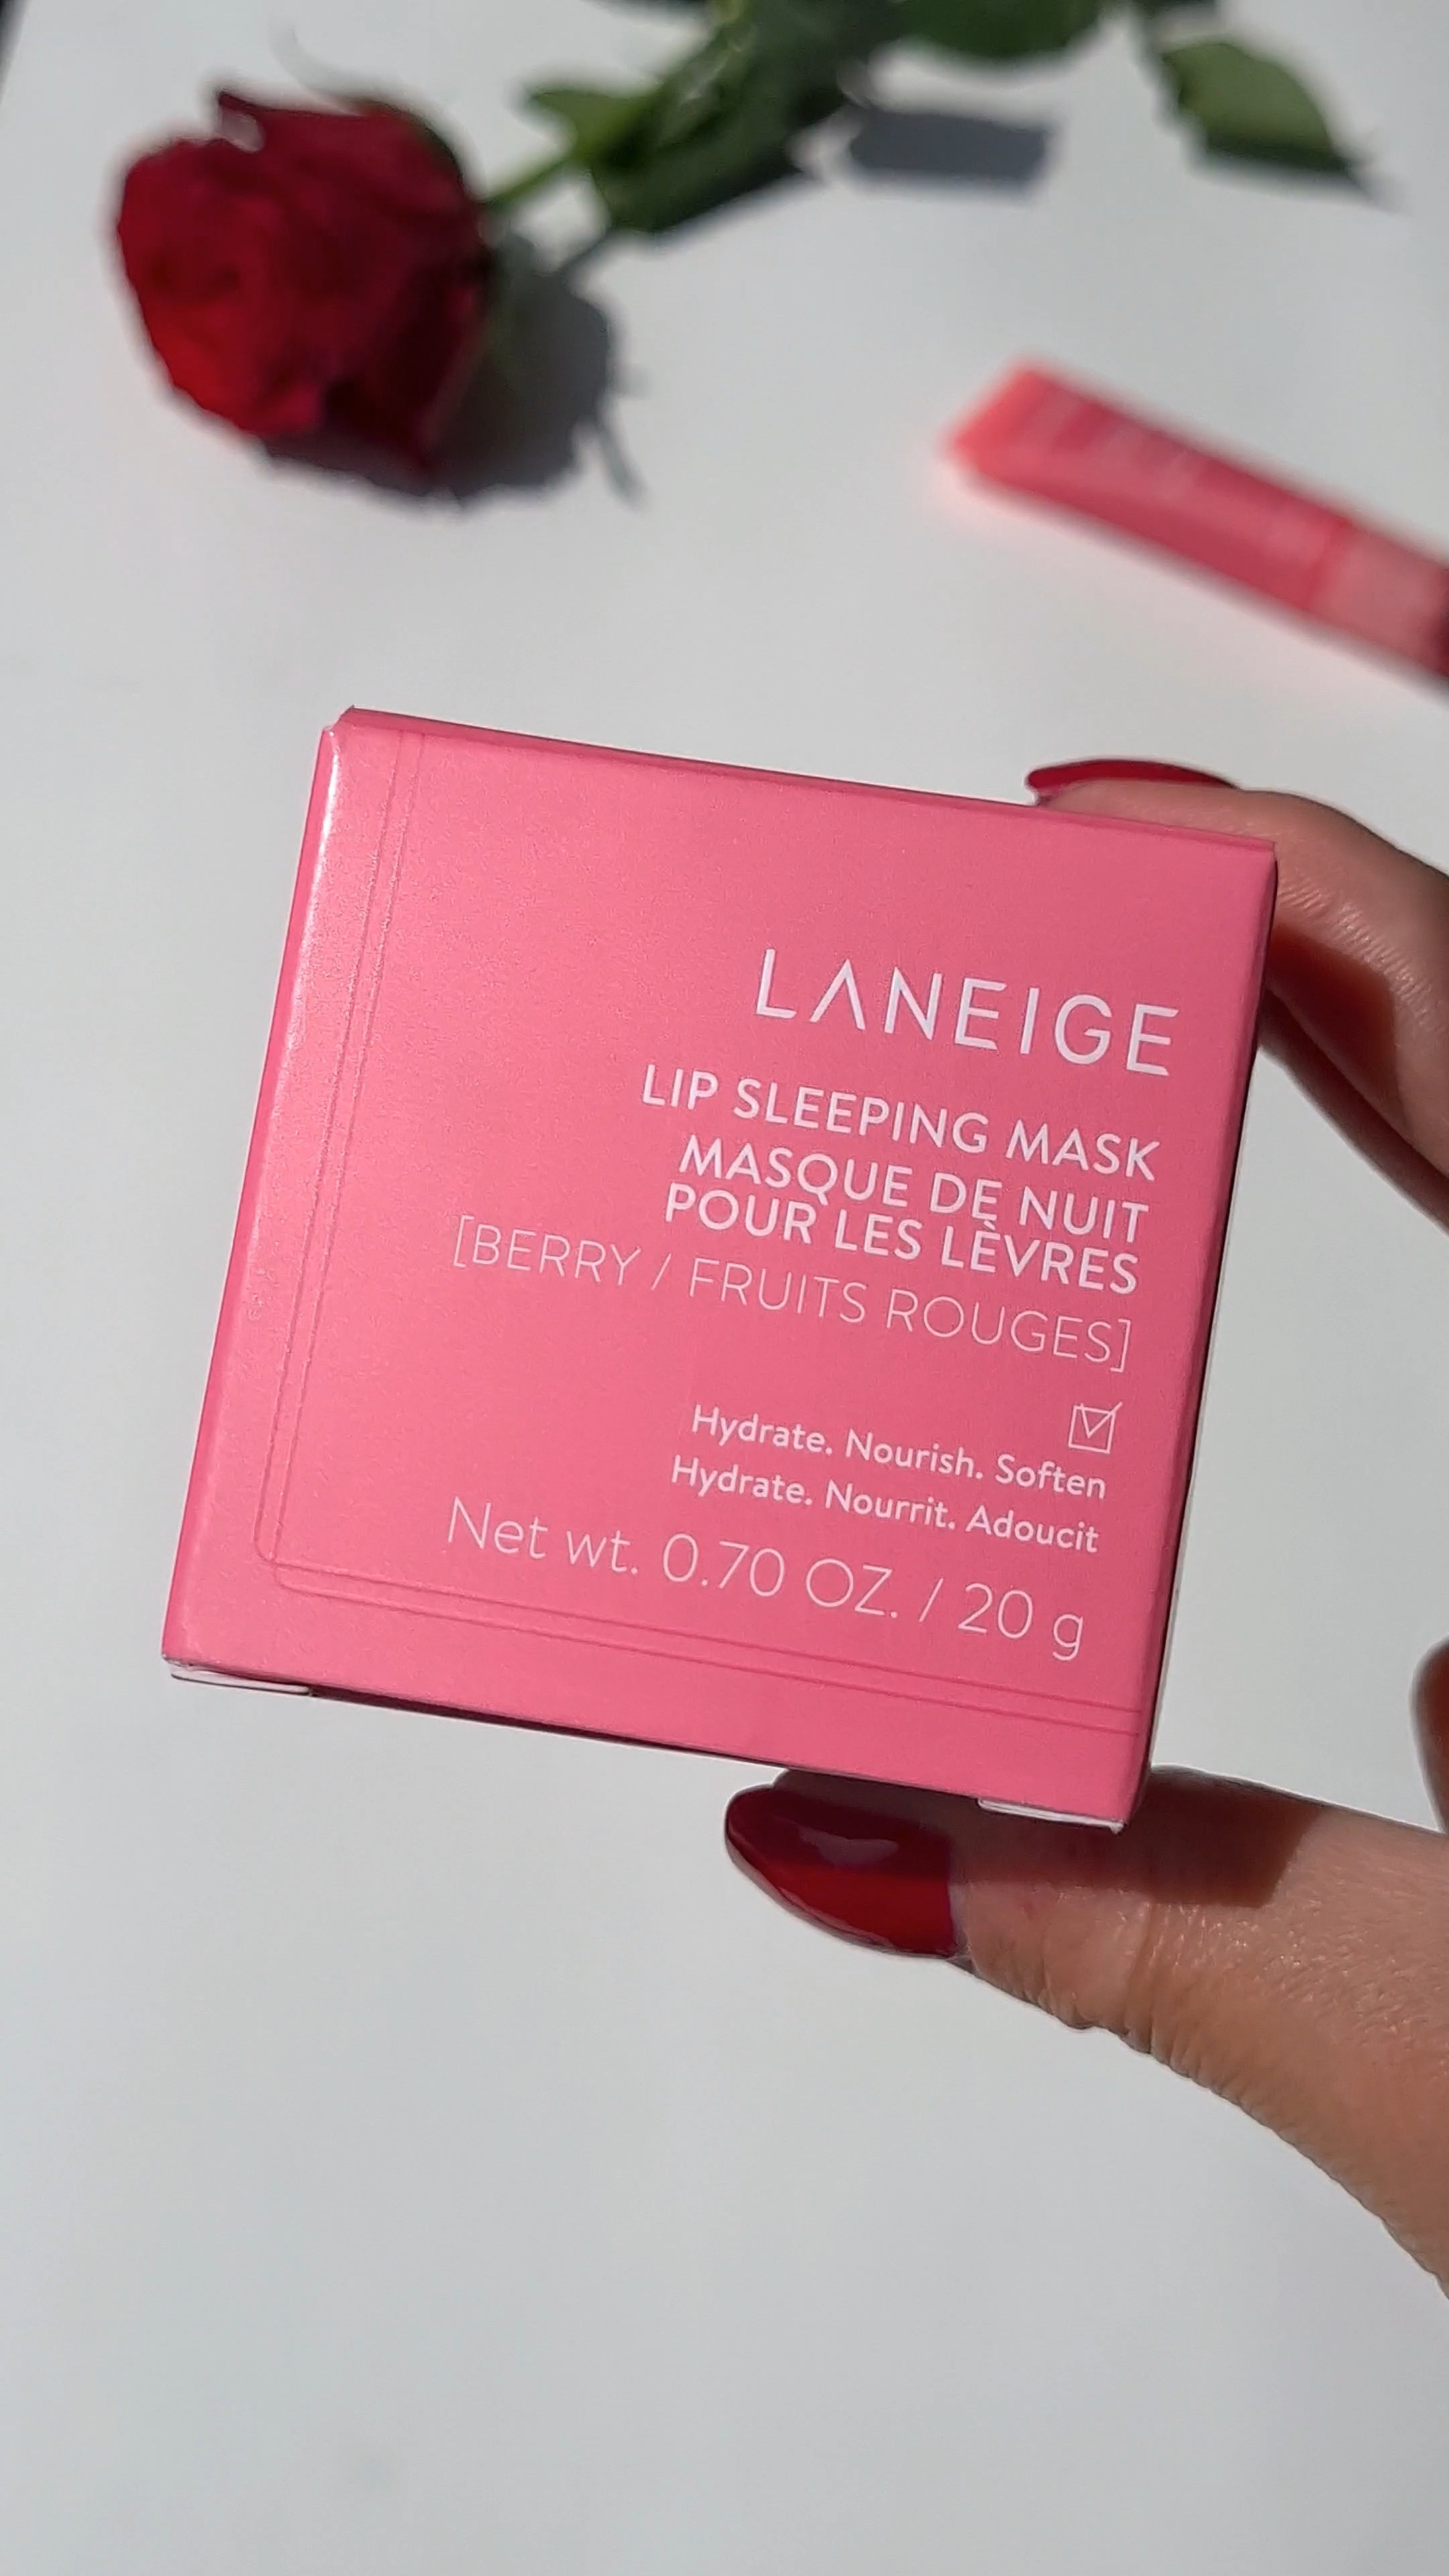 LANEIGE
LIP SLEEPING MASK
MASQUE DE NUIT
POUR LES LÈVRES
[BERRY / FRUITS ROUGES]
Hydrate. Nourish. Soften
Hydrate. Nourrit. Adoucit
Net wt. 0.70 OZ. / 20 g